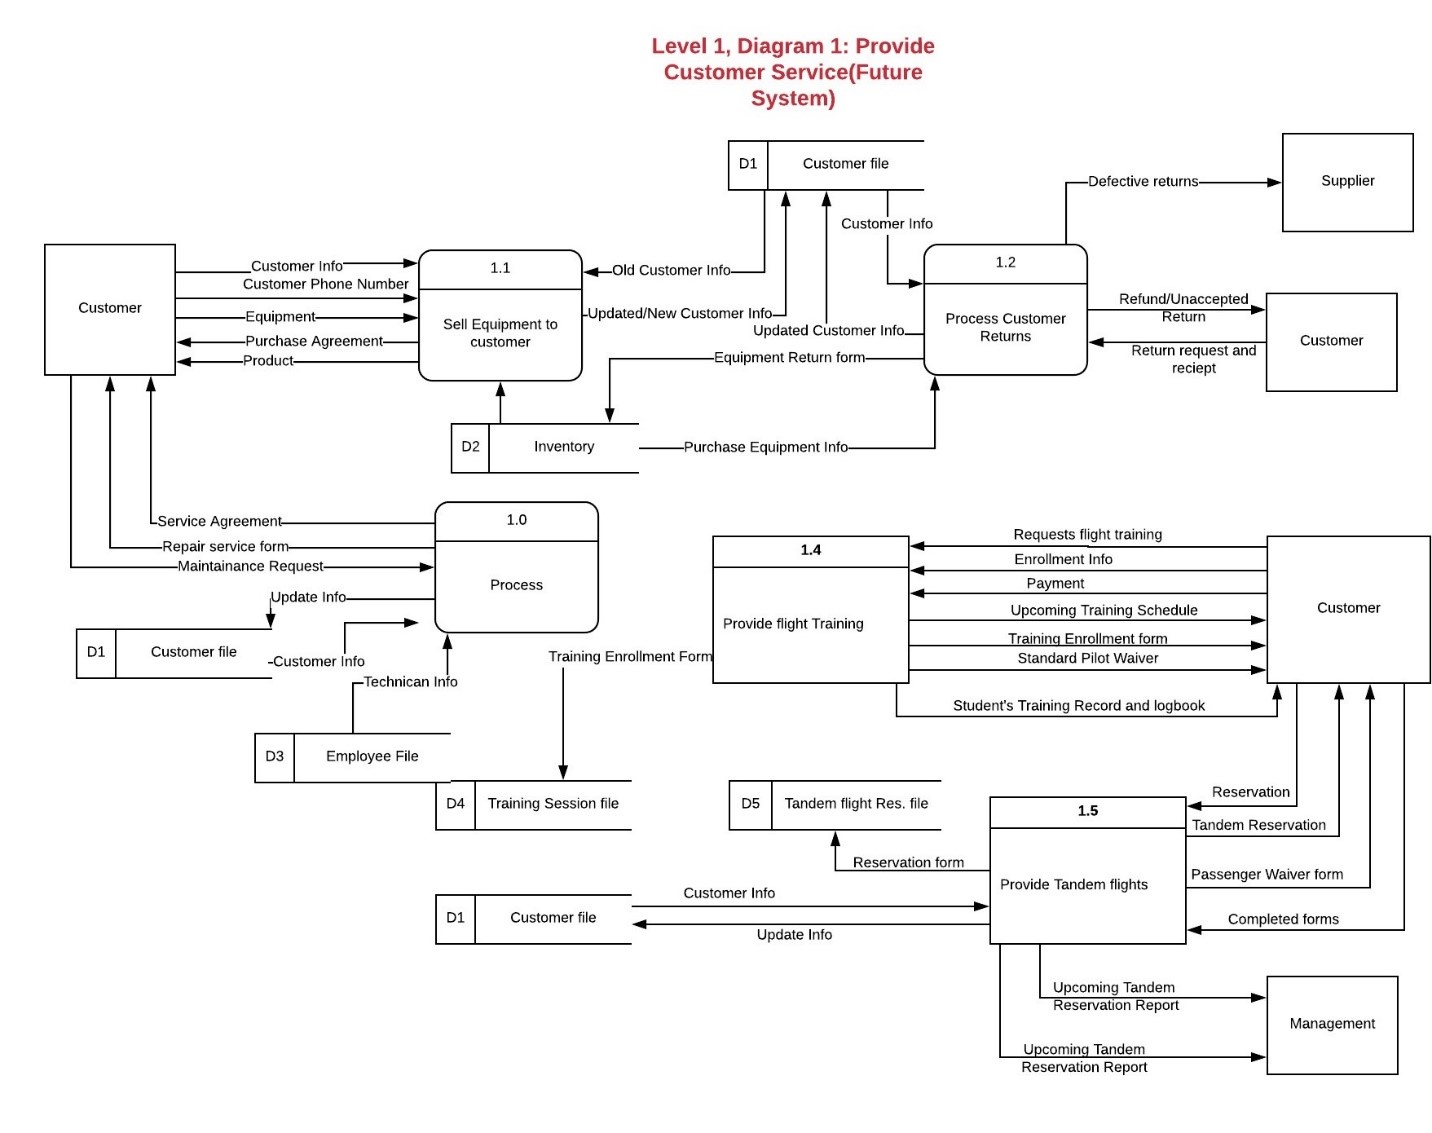 Level 1, Diagram 1: Provide
Customer Service(Future
System)
D1
Customer file
Defective returns
Supplier
Customer Info
Customer
Customer Info
Customer Phone Number
Equipment
Purchase Agreement
Product
1.1
Sell Equipment to
customer
Old Customer Info
Updated/New Customer Info
Updated Customer Info
Equipment Return form
1.2
Process Customer
Returns
Refund/Unaccepted
Return
Return request and
reciept
Customer
D2
Inventory
Purchase Equipment Info
Service Agreement
Repair service form
Maintainance Request
1.0
Process
Update Info
D1
Customer file
Customer Info
Technican Info
D3
Employee File
Training Enrollment Form
1.4
Provide flight Training
Requests flight training
Enrollment Info
Payment
Upcoming Training Schedule
Training Enrollment form
Standard Pilot Waiver
Student's Training Record and logbook
Customer
D4
Training Session file
D5
Tandem flight Res. file
1.5
Provide Tandem flights
Reservation
Tandem Reservation
Passenger Waiver form
Completed forms
Reservation form
D1
Customer file
Customer Info
Update Info
Upcoming Tandem
Reservation Report
Upcoming Tandem
Reservation Report
Management